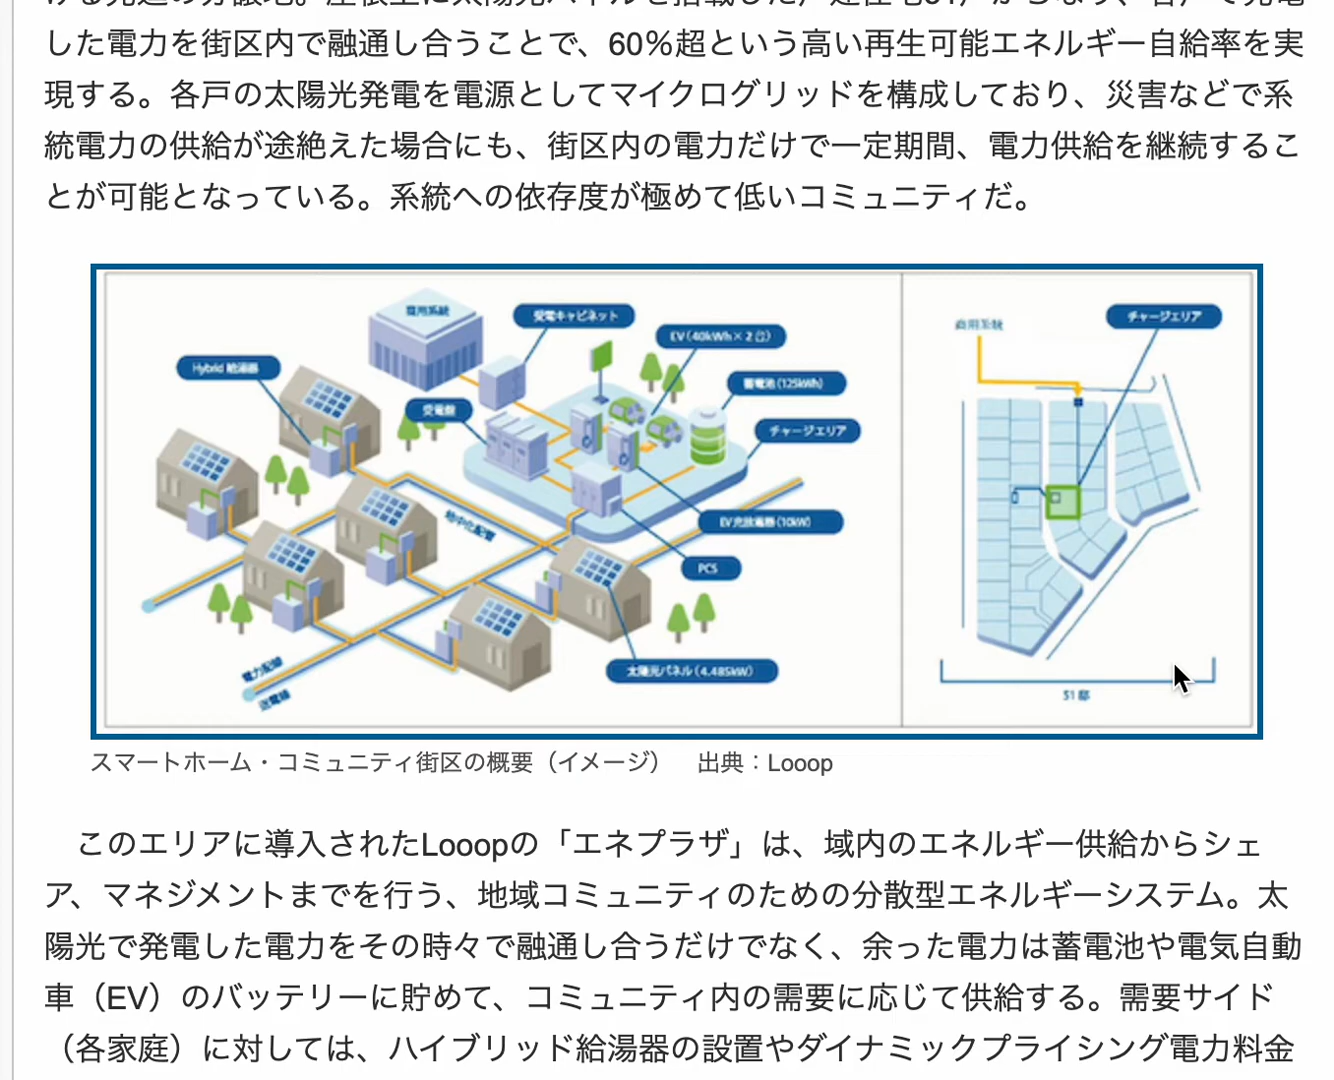 した電力を街区内で融通し合うことで、60%超という高い再生可能エネルギー自給率を実
現する。各戸の太陽光発電を電源としてマイクログリッドを構成しており、災害などで系
統電力の供給が途絶えた場合にも、街区内の電力だけで一定期間、電力供給を継続するこ
とが可能となっている。系統への依存度が極めて低いコミュニティだ。
商用系統
受電キャビネット
EV(40kWh×2台)
Hybrid 給湯器
蓄電池(125kWh)
受電盤
チャージエリア
地中化配管
EV充放電器(10kW)
PCS
太陽光パネル(4.485kW)
電力配線
送電線
商用系統
チャージエリア
51邸
スマートホーム・コミュニティ街区の概要（イメージ）　出典：Looop
このエリアに導入されたLooopの「エネプラザ」は、域内のエネルギー供給からシェ
ア、マネジメントまでを行う、地域コミュニティのための分散型エネルギーシステム。太
陽光で発電した電力をその時々で融通し合うだけでなく、余った電力は蓄電池や電気自動
車（EV）のバッテリーに貯めて、コミュニティ内の需要に応じて供給する。需要サイド
（各家庭）に対しては、ハイブリッド給湯器の設置やダイナミックプライシング電力料金